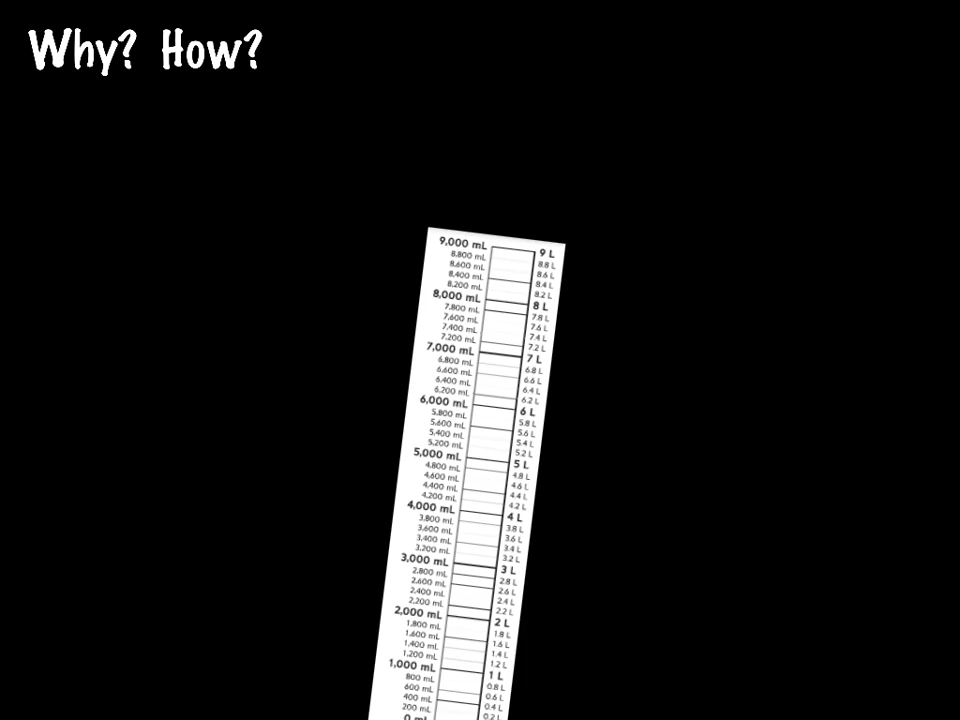 Why? How?
9,000 mL 9 L
8,800 mL 8.8 L
8,600 mL 8.6 L
8,400 mL 8.4 L
8,200 mL 8.2 L
8,000 mL 8 L
7,800 mL 7.8 L
7,600 mL 7.6 L
7,400 mL 7.4 L
7,200 mL 7.2 L
7,000 mL 7 L
6,800 mL 6.8 L
6,600 mL 6.6 L
6,400 mL 6.4 L
6,200 mL 6.2 L
6,000 mL 6 L
5,800 mL 5.8 L
5,600 mL 5.6 L
5,400 mL 5.4 L
5,200 mL 5.2 L
5,000 mL 5 L
4,800 mL 4.8 L
4,600 mL 4.6 L
4,400 mL 4.4 L
4,200 mL 4.2 L
4,000 mL 4 L
3,800 mL 3.8 L
3,600 mL 3.6 L
3,400 mL 3.4 L
3,200 mL 3.2 L
3,000 mL 3 L
2,800 mL 2.8 L
2,600 mL 2.6 L
2,400 mL 2.4 L
2,200 mL 2.2 L
2,000 mL 2 L
1,800 mL 1.8 L
1,600 mL 1.6 L
1,400 mL 1.4 L
1,200 mL 1.2 L
1,000 mL 1 L
800 mL 0.8 L
600 mL 0.6 L
400 mL 0.4 L
200 mL 0.2 L
0 mL